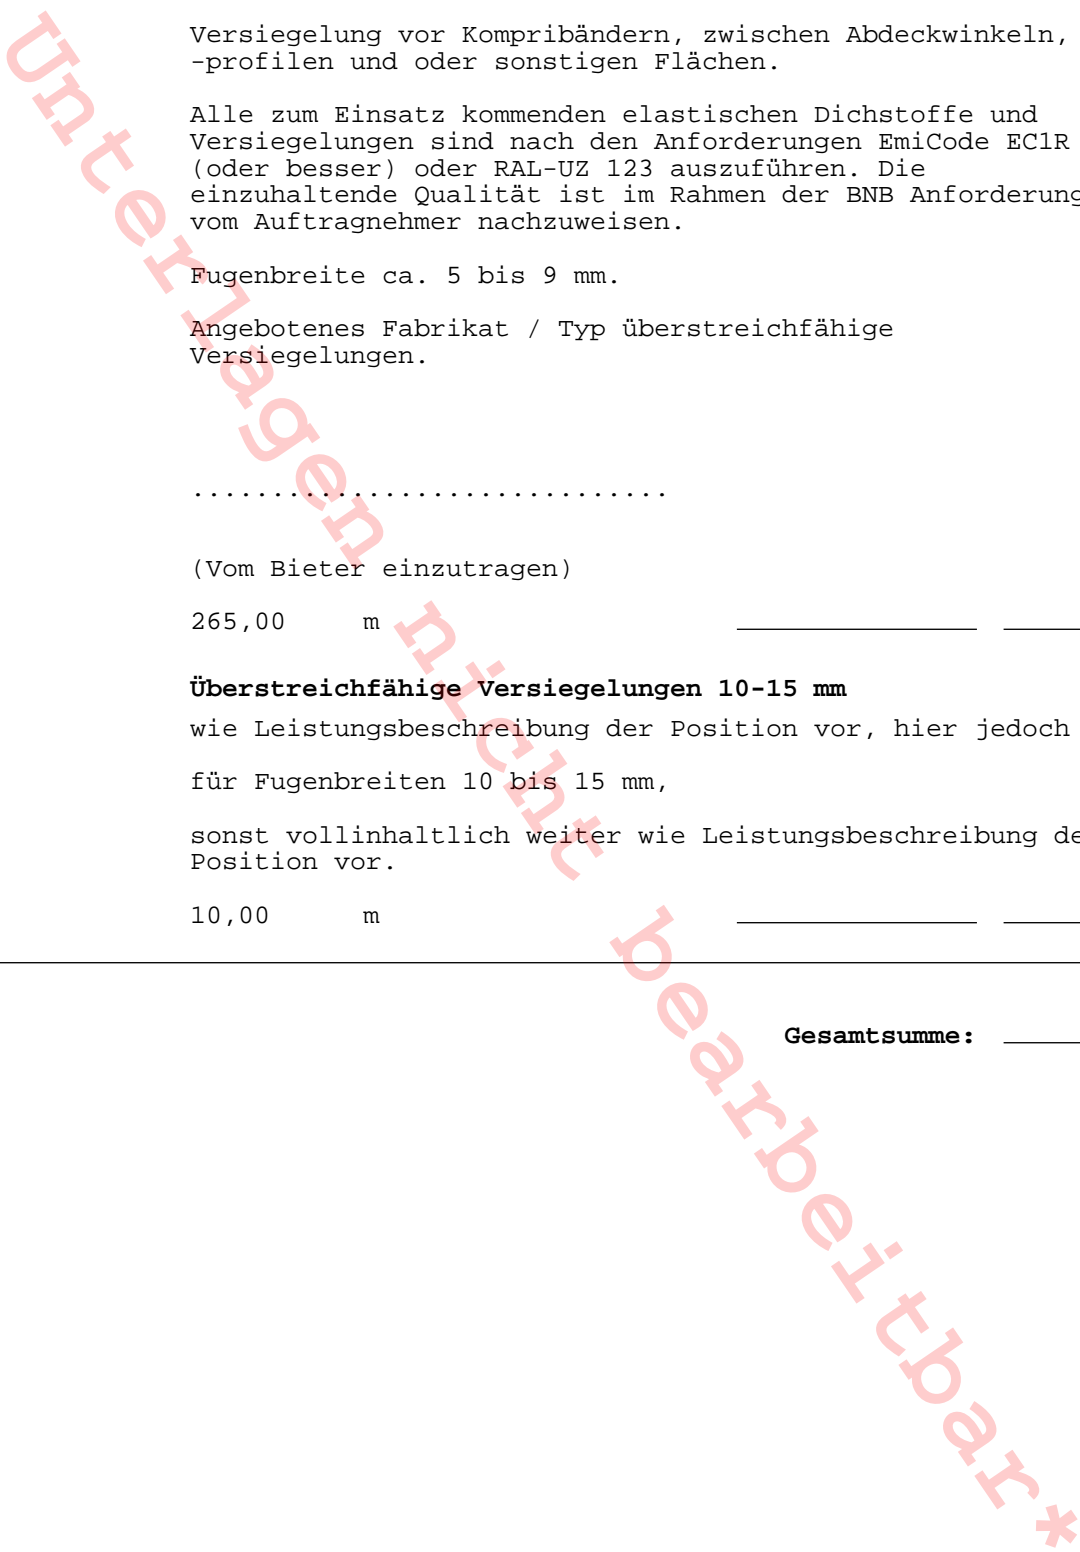 Versiegelung vor Kompribändern, zwischen Abdeckwinkeln,
-profilen und oder sonstigen Flächen.
Alle zum Einsatz kommenden elastischen Dichstoffe und
Versiegelungen sind nach den Anforderungen EmiCode EC1R
(oder besser) oder RAL-UZ 123 auszuführen. Die
einzuhaltende Qualität ist im Rahmen der BNB Anforderung
vom Auftragnehmer nachzuweisen.
Fugenbreite ca. 5 bis 9 mm.
Angebotenes Fabrikat / Typ überstreichfähige
Versiegelungen.
..............................
(Vom Bieter einzutragen)
265,00 m
Überstreichfähige Versiegelungen 10-15 mm
wie Leistungsbeschreibung der Position vor, hier jedoch
für Fugenbreiten 10 bis 15 mm,
sonst vollinhaltlich weiter wie Leistungsbeschreibung de
Position vor.
10,00 m
Gesamtsumme:
Unterlagen nicht bearbeitbar*